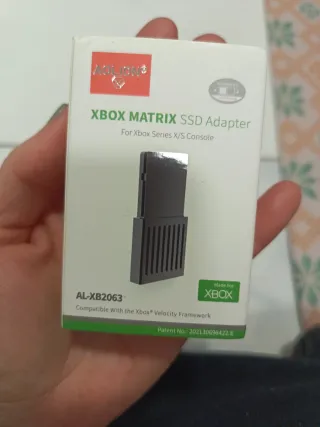 XBOX MATRIX SSD Adapter
For Xbox Series X/S Console
AL-XB2063
Made for
XBOX
Compatible With the Xbox® Velocity Framework